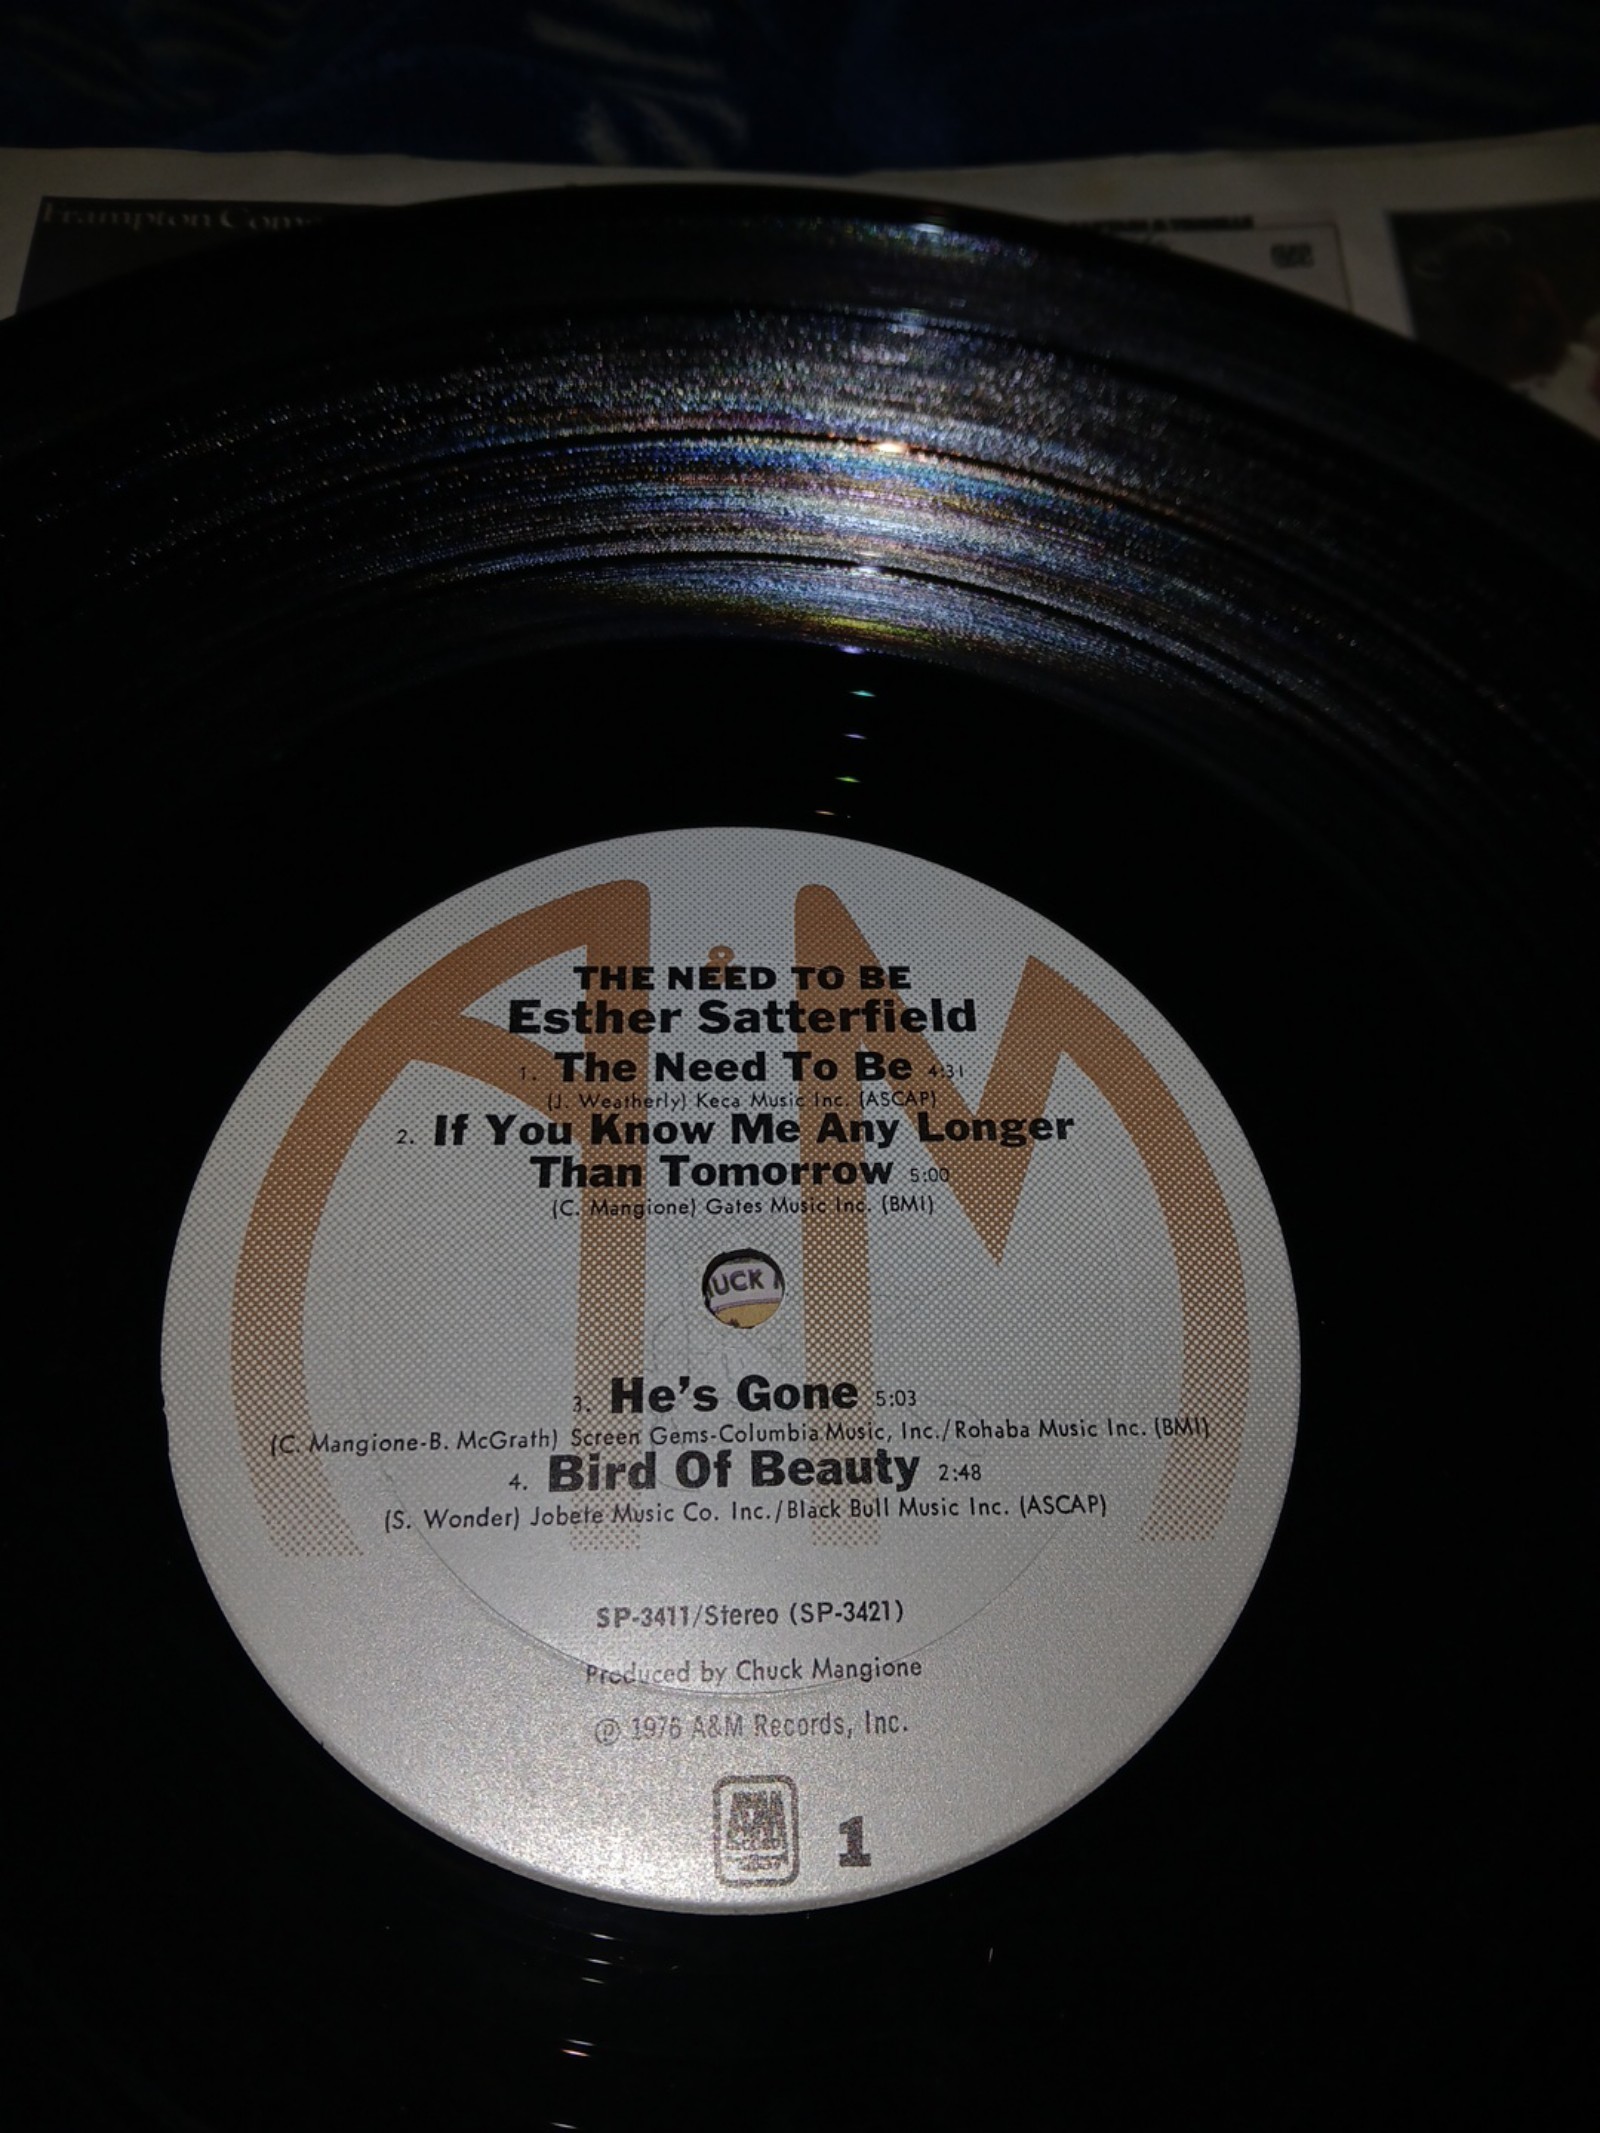 Frampton Com
THE NEED TO BE
Esther Satterfield
1. The Need To Be 4:31
(J. Weatherly) Keca Music Inc. (ASCAP)
2. If You Know Me Any Longer
Than Tomorrow 5:00
(C. Mangione) Gates Music Inc. (BMI)
UCK
3. He's Gone 5:03
(C. Mangione-B. McGrath) Screen Gems-Columbia Music, Inc./Rohaba Music Inc. (BMI)
4. Bird Of Beauty 2:48
(S. Wonder) Jobete Music Co. Inc./Black Bull Music Inc. (ASCAP)
SP-3411/Stereo (SP-3421)
Produced by Chuck Mangione
℗ 1976 A&M Records, Inc.
1
A&M